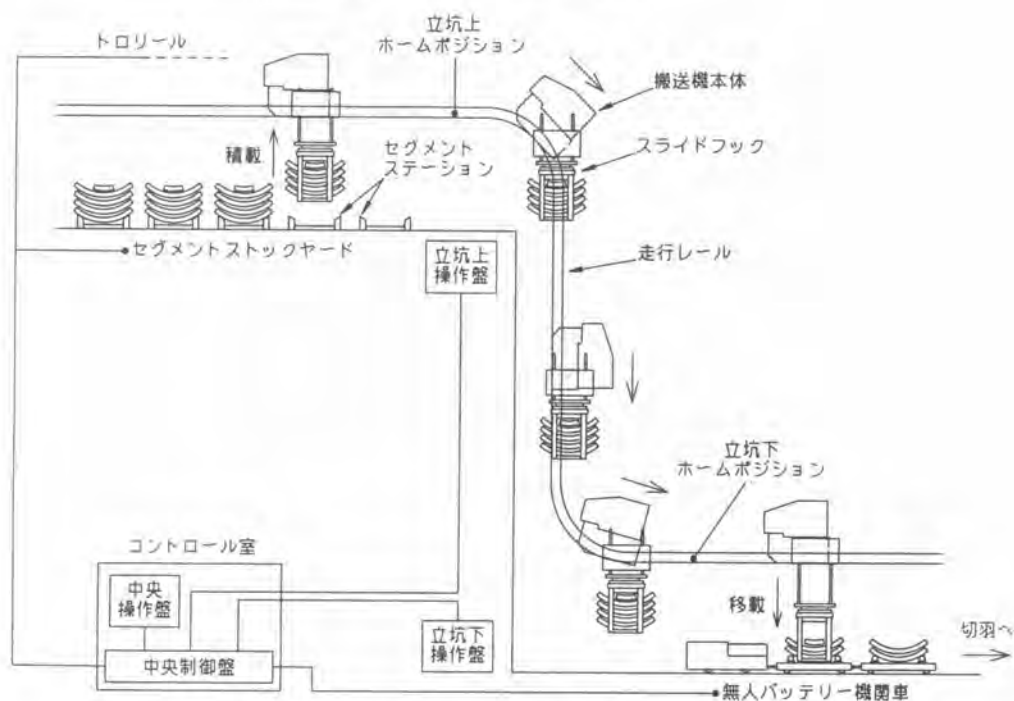 トロリール
立坑上
ホームポジション
搬送機本体
スライドフック
積載
セグメント
ステーション
セグメントストックヤード
立坑上
操作盤
走行レール
立坑下
ホームポジション
コントロール室
中央
操作盤
中央制御盤
立坑下
操作盤
移載
切羽へ
無人バッテリー機関車